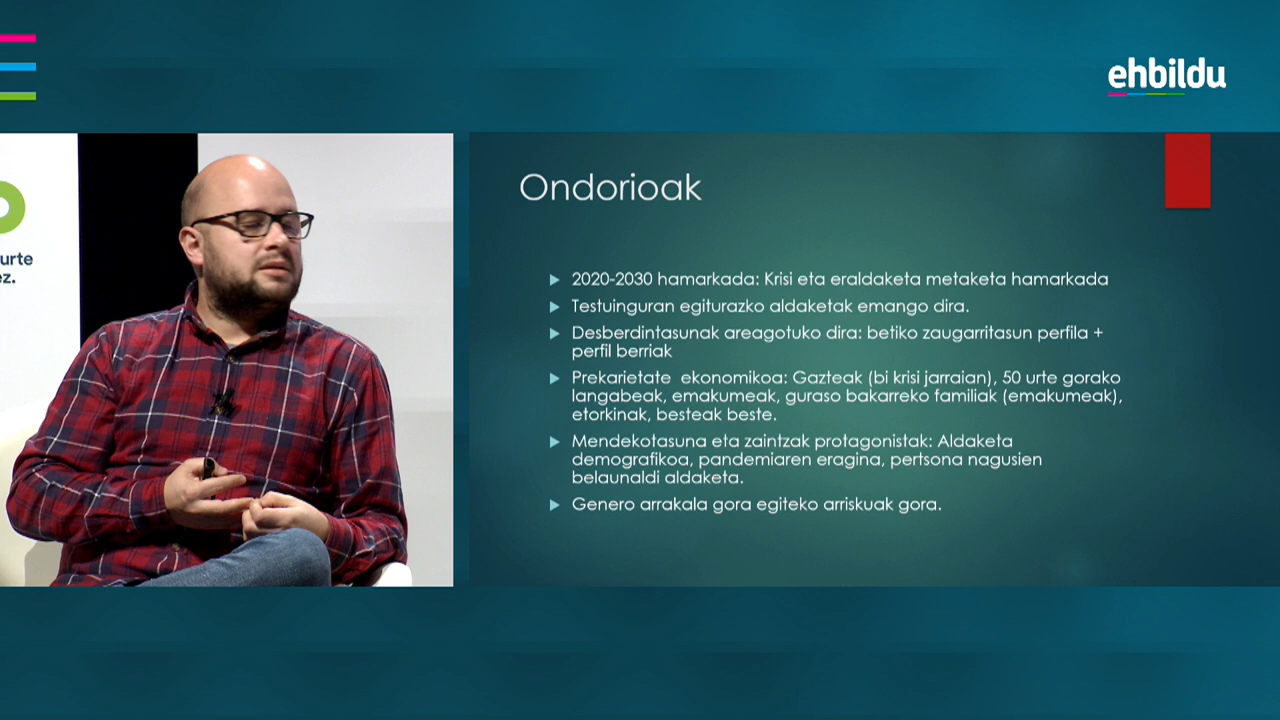 ehbildu
urte
ez.
Ondorioak
2020-2030 hamarkada: Krisi eta eraldaketa metaketa hamarkada
Testuinguran egiturazko aldaketak emango dira.
Desberdintasunak areagotuko dira: betiko zaugarritasun perfila +
perfil berriak
Prekarietate ekonomikoa: Gazteak (bi krisi jarraian), 50 urte gorako
langabeak, emakumeak, guraso bakarreko familiak (emakumeak),
etorkinak, besteak beste.
Mendekotasuna eta zaintzak protagonistak: Aldaketa
demografikoa, pandemiaren eragina, pertsona nagusien
belaunaldi aldaketa.
Genero arrakala gora egiteko arriskuak gora.